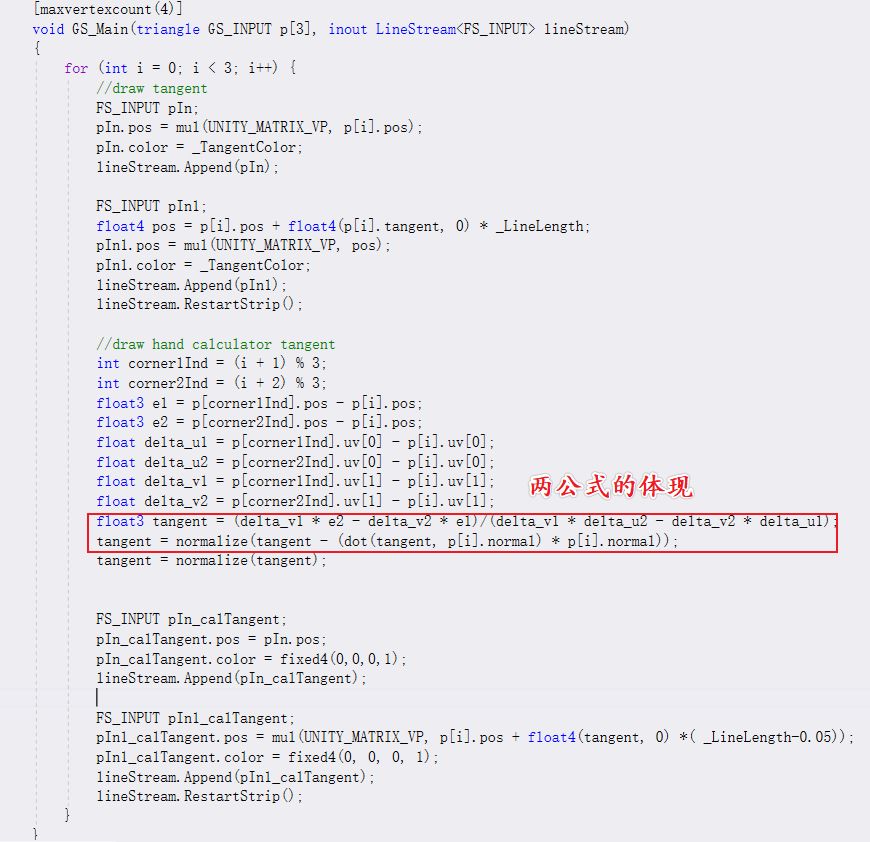 [maxvertexcount(4)]
void GS_Main(triangle GS_INPUT p[3], inout LineStream<FS_INPUT> lineStream)
{
for (int i = 0; i < 3; i++) {
//draw tangent
FS_INPUT pIn;
pIn.pos = mul(UNITY_MATRIX_VP, p[i].pos);
pIn.color = _TangentColor;
lineStream.Append(pIn);
FS_INPUT pIn1;
float4 pos = p[i].pos + float4(p[i].tangent, 0) * _LineLength;
pIn1.pos = mul(UNITY_MATRIX_VP, pos);
pIn1.color = _TangentColor;
lineStream.Append(pIn1);
lineStream.RestartStrip();
//draw hand calculator tangent
int corner1Ind = (i + 1) % 3;
int corner2Ind = (i + 2) % 3;
float3 e1 = p[corner1Ind].pos - p[i].pos;
float3 e2 = p[corner2Ind].pos - p[i].pos;
float delta_u1 = p[corner1Ind].uv[0] - p[i].uv[0];
float delta_u2 = p[corner2Ind].uv[0] - p[i].uv[0];
float delta_v1 = p[corner1Ind].uv[1] - p[i].uv[1];
float delta_v2 = p[corner2Ind].uv[1] - p[i].uv[1];
两公式的体现
float3 tangent = (delta_v1 * e2 - delta_v2 * e1)/(delta_v1 * delta_u2 - delta_v2 * delta_u1);
tangent = normalize(tangent - (dot(tangent, p[i].normal) * p[i].normal));
tangent = normalize(tangent);
FS_INPUT pIn_calTangent;
pIn_calTangent.pos = pIn.pos;
pIn_calTangent.color = fixed4(0,0,0,1);
lineStream.Append(pIn_calTangent);
FS_INPUT pIn1_calTangent;
pIn1_calTangent.pos = mul(UNITY_MATRIX_VP, p[i].pos + float4(tangent, 0) *( _LineLength-0.05));
pIn1_calTangent.color = fixed4(0, 0, 0, 1);
lineStream.Append(pIn1_calTangent);
lineStream.RestartStrip();
}
}